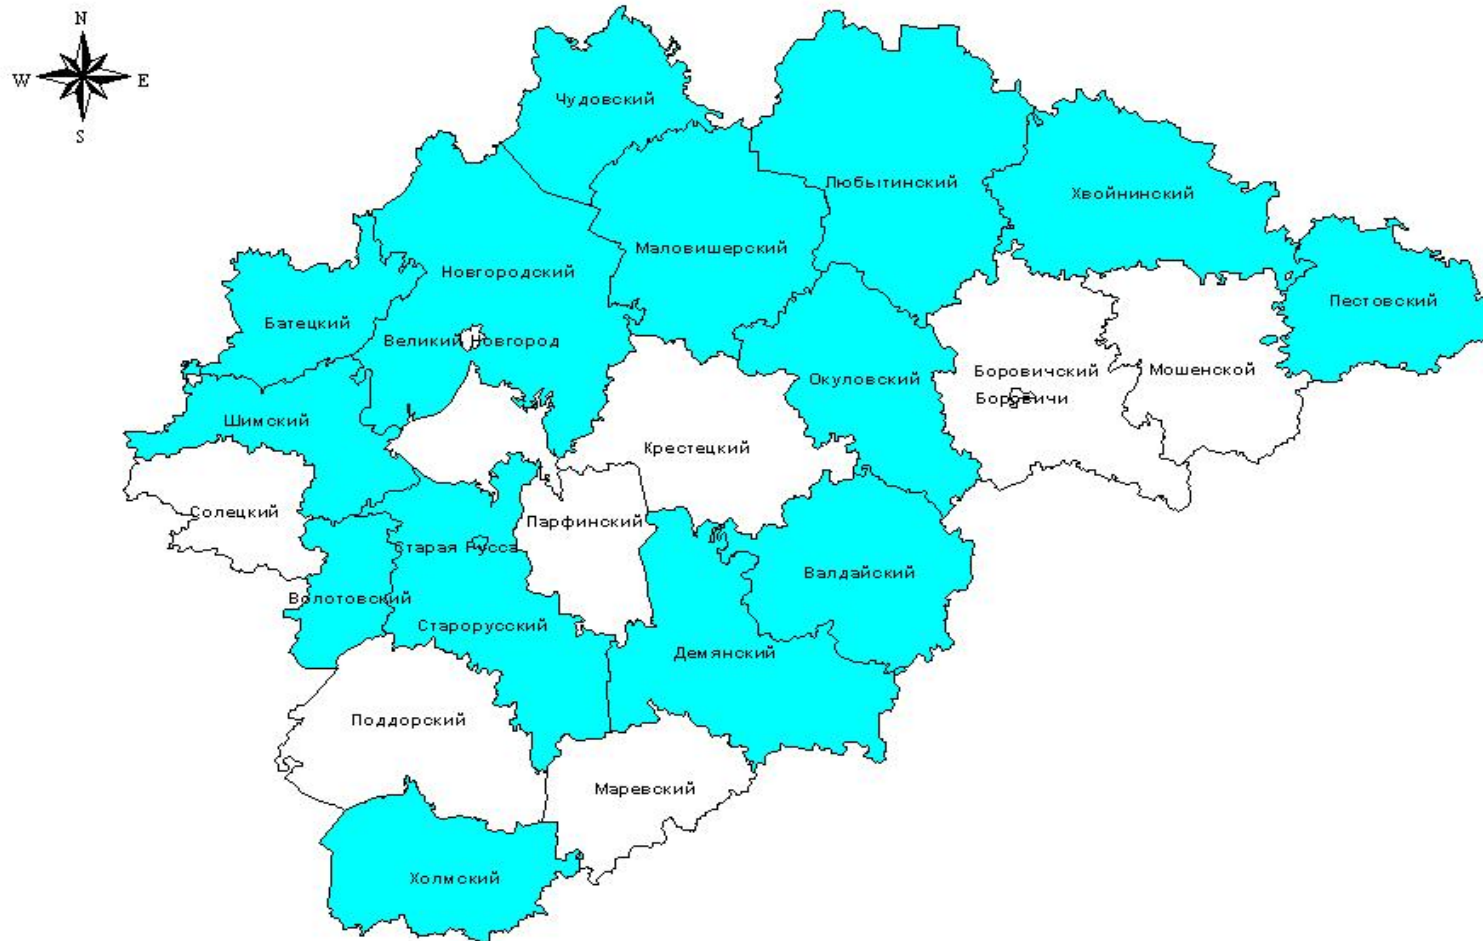 N
W E
S
Чудовский
Любытинский
Хвойнинский
Маловишерский
Новгородский
Пестовский
Батецкий
Великий Новгород
Окуловский
Боровичский
Мошенской
Боровичи
Шимский
Крестецкий
Солецкий
Парфинский
Старая Русса
Валдайский
Волотовский
Старорусский
Демянский
Поддорский
Маревский
Холмский